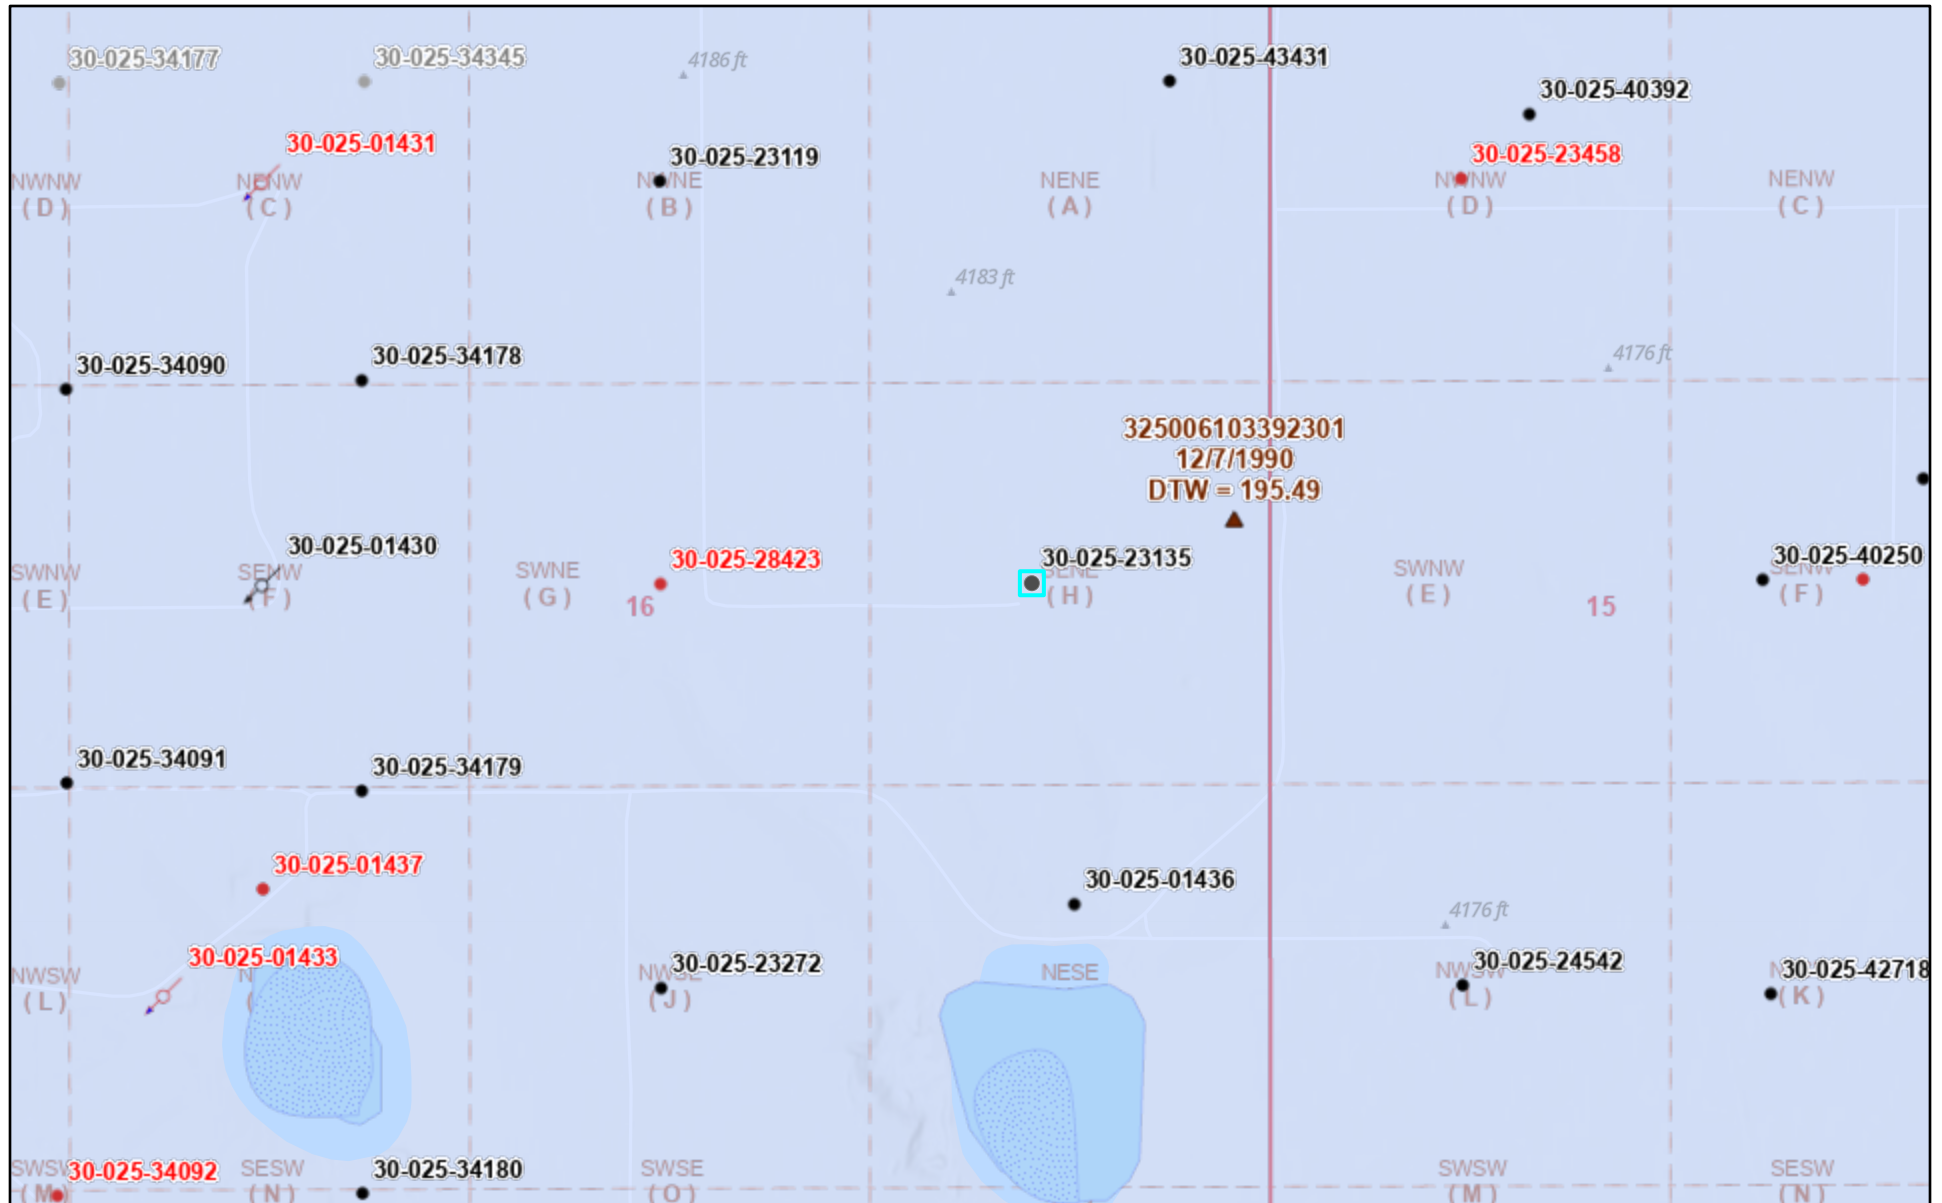 30-025-34177
30-025-34345
4186 ft
30-025-43431
30-025-40392
30-025-01431
30-025-23119
30-025-23458
NWNW
(D)
NENW
(C)
NWNE
(B)
NENE
(A)
NWNW
(D)
NENW
(C)
4183 ft
30-025-34090
30-025-34178
4176 ft
325006103392301
12/7/1990
DTW = 195.49
30-025-01430
30-025-28423
30-025-23135
30-025-40250
SWNW
(E)
SENW
(F)
SWNE
(G)
16
SENE
(H)
SWNW
(E)
15
SENW
(F)
30-025-34091
30-025-34179
30-025-01437
30-025-01436
4176 ft
30-025-01433
30-025-23272
30-025-24542
30-025-42718
NWSW
(L)
NWSE
(J)
NESE
NWSW
(L)
(K)
30-025-34092
30-025-34180
SWSW
(M)
SESW
(N)
SWSE
(O)
SWSW
(M)
SESW
(N)